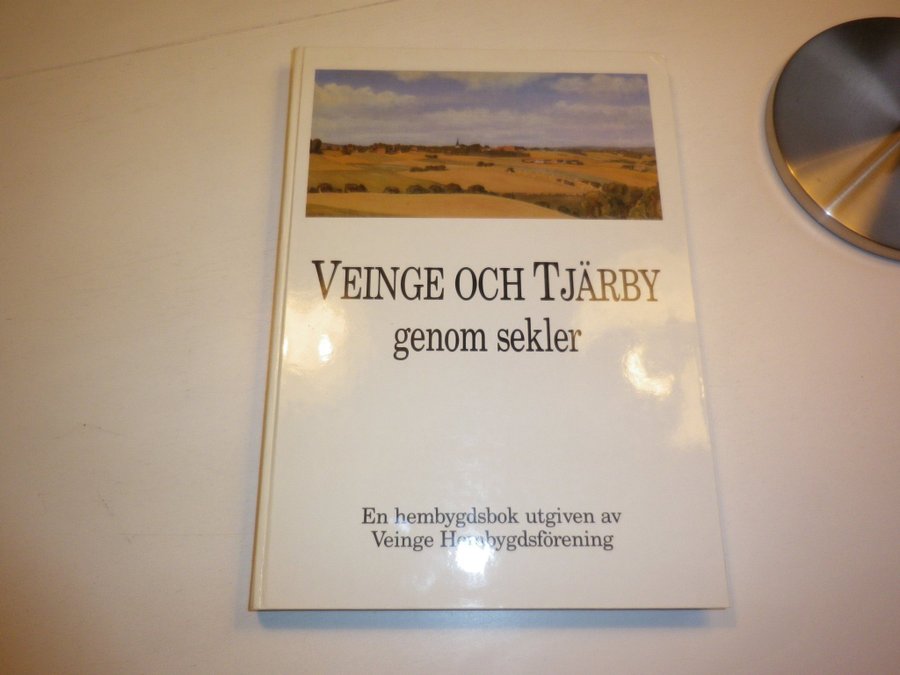 VEINGE OCH TJÄRBY
genom sekler
En hembygdsbok utgiven av
Veinge Hembygdsförening